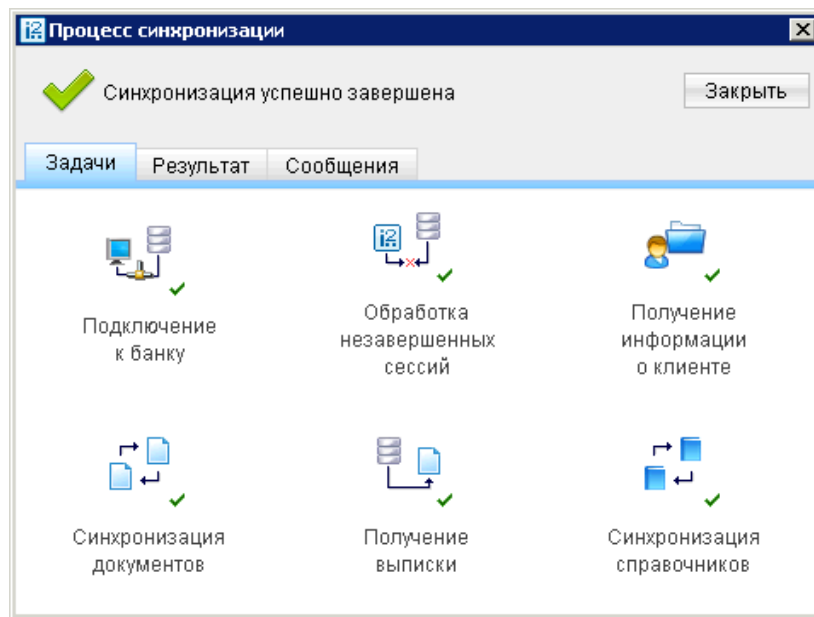 Процесс синхронизации
Синхронизация успешно завершена
Закрыть
Задачи
Результат
Сообщения
Подключение
к банку
Обработка
незавершенных
сессий
Получение
информации
о клиенте
Синхронизация
документов
Получение
выписки
Синхронизация
справочников